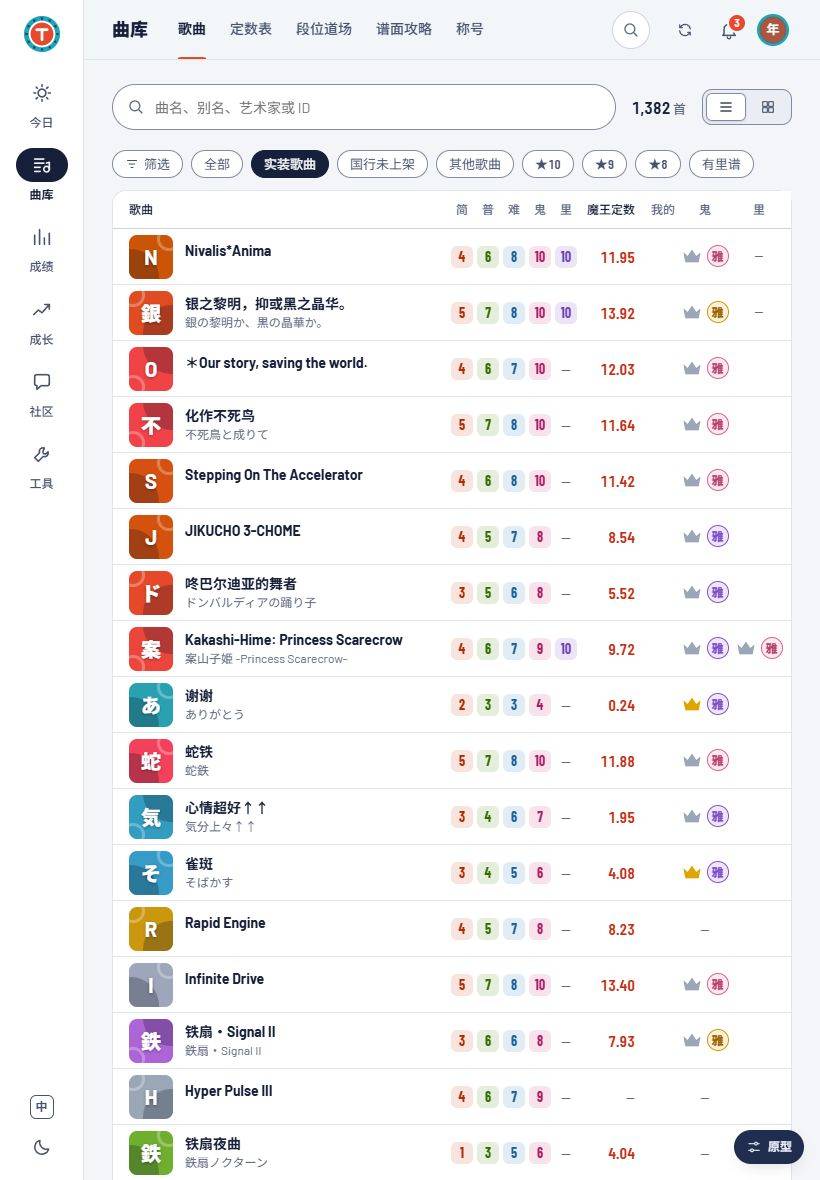 T
今日
曲库
成绩
成长
社区
工具
中
曲库 歌曲 定数表 段位道场 谱面攻略 称号 3 年
曲名、别名、艺术家或 ID 1,382 首
筛选 全部 实装歌曲 国行未上架 其他歌曲 ★10 ★9 ★8 有里谱
歌曲 简 普 难 鬼 里 魔王定数 我的 鬼 里
N Nivalis*Anima 4 6 8 10 10 11.95 雅 –
銀 银之黎明，抑或黑之晶华。 5 7 8 10 10 13.92 雅 –
銀の黎明か、黒の晶華か。
O ＊Our story, saving the world. 4 6 7 10 – 12.03 雅
不 化作不死鸟 5 7 8 10 – 11.64 雅
不死鳥と成りて
S Stepping On The Accelerator 4 6 8 10 – 11.42 雅
J JIKUCHO 3-CHOME 4 5 7 8 – 8.54 雅
ド 咚巴尔迪亚的舞者 3 5 6 8 – 5.52 雅
ドンバルディアの踊り子
案 Kakashi-Hime: Princess Scarecrow 4 6 7 9 10 9.72 雅 雅
案山子姫 -Princess Scarecrow-
あ 谢谢 2 3 3 4 – 0.24 雅
ありがとう
蛇 蛇铁 5 7 8 10 – 11.88 雅
蛇鉄
気 心情超好↑↑ 3 4 6 7 – 1.95 雅
気分上々↑↑
そ 雀斑 3 4 5 6 – 4.08 雅
そばかす
R Rapid Engine 4 5 7 8 – 8.23 –
I Infinite Drive 5 7 8 10 – 13.40 雅
鉄 铁扇・Signal II 3 6 6 8 – 7.93 雅
鉄扇・Signal II
H Hyper Pulse III 4 6 7 9 – – –
鉄 铁扇夜曲 1 3 5 6 – 4.04 –
鉄扇ノクターン
原型